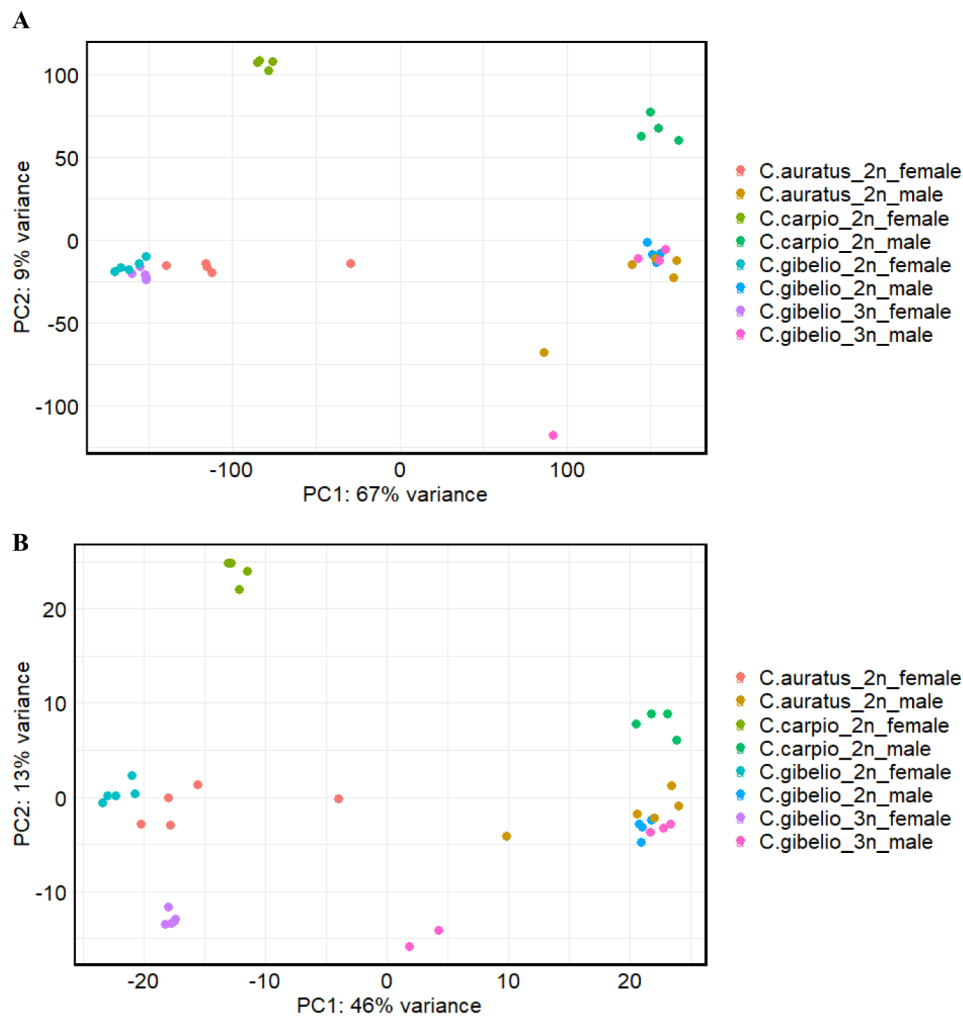 A
100
50
0
-50
-100
PC2: 9% variance
-100
0
100
PC1: 67% variance
C.auratus_2n_female
C.auratus_2n_male
C.carpio_2n_female
C.carpio_2n_male
C.gibelio_2n_female
C.gibelio_2n_male
C.gibelio_3n_female
C.gibelio_3n_male
B
20
10
0
-10
PC2: 13% variance
-20
-10
0
10
20
PC1: 46% variance
C.auratus_2n_female
C.auratus_2n_male
C.carpio_2n_female
C.carpio_2n_male
C.gibelio_2n_female
C.gibelio_2n_male
C.gibelio_3n_female
C.gibelio_3n_male